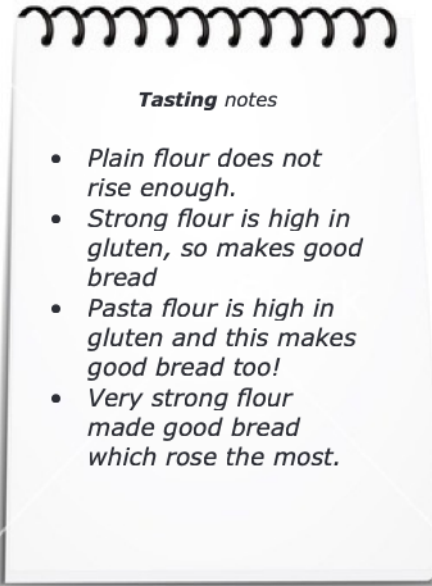 Tasting notes
• Plain flour does not
rise enough.
• Strong flour is high in
gluten, so makes good
bread
• Pasta flour is high in
gluten and this makes
good bread too!
• Very strong flour
made good bread
which rose the most.